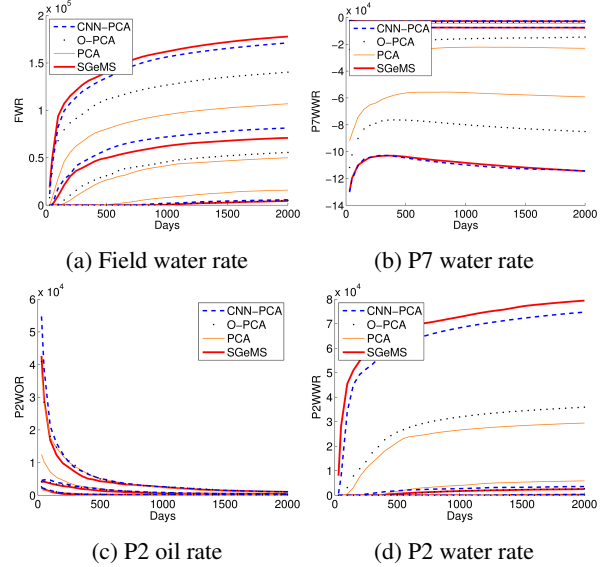 x 10^5
2
1.5
1
0.5
0
FWR
CNN−PCA
O−PCA
PCA
SGeMS
0 500 1000 1500 2000
Days
(a) Field water rate
x 10^4
0
−2
−4
−6
−8
−10
−12
−14
P7WWR
CNN−PCA
O−PCA
PCA
SGeMS
0 500 1000 1500 2000
Days
(b) P7 water rate
x 10^4
6
5
4
3
2
1
0
P2WOR
CNN−PCA
O−PCA
PCA
SGeMS
0 500 1000 1500 2000
Days
(c) P2 oil rate
x 10^4
8
7
6
5
4
3
2
1
0
P2WWR
CNN−PCA
O−PCA
PCA
SGeMS
0 500 1000 1500 2000
Days
(d) P2 water rate